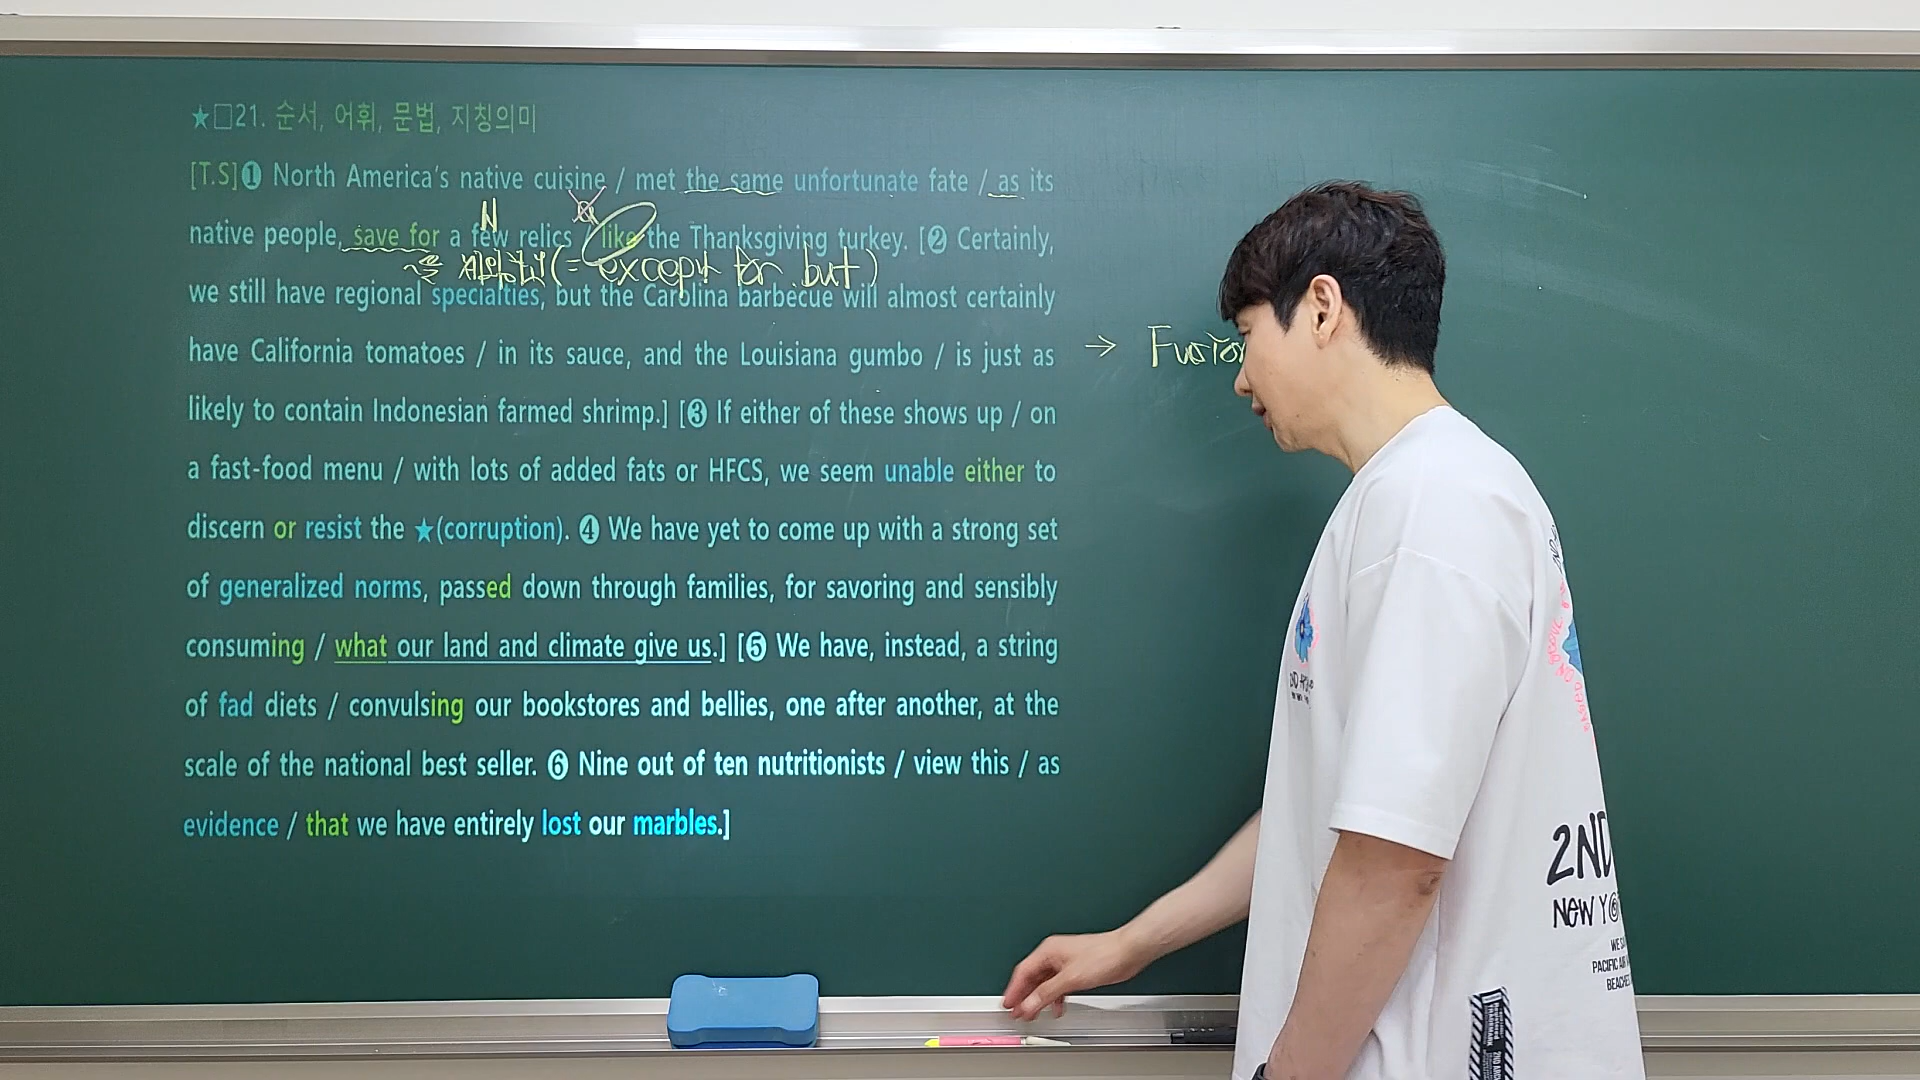 ★□21. 순서, 어휘, 문법, 지칭의미
[T.S]❶ North America's native cuisine / met the same unfortunate fate / as its
N
native people, save for a few relics / like the Thanksgiving turkey. [❷ Certainly,
(= except for, but)
we still have regional specialties, but the Carolina barbecue will almost certainly
have California tomatoes / in its sauce, and the Louisiana gumbo / is just as
→ Fusion
likely to contain Indonesian farmed shrimp.] [❸ If either of these shows up / on
a fast-food menu / with lots of added fats or HFCS, we seem unable either to
discern or resist the ★(corruption). ❹ We have yet to come up with a strong set
of generalized norms, passed down through families, for savoring and sensibly
consuming / what our land and climate give us.] [❺ We have, instead, a string
of fad diets / convulsing our bookstores and bellies, one after another, at the
scale of the national best seller. ❻ Nine out of ten nutritionists / view this / as
evidence / that we have entirely lost our marbles.]
2ND
NEW Y
PACIFIC AIR
BEACHES